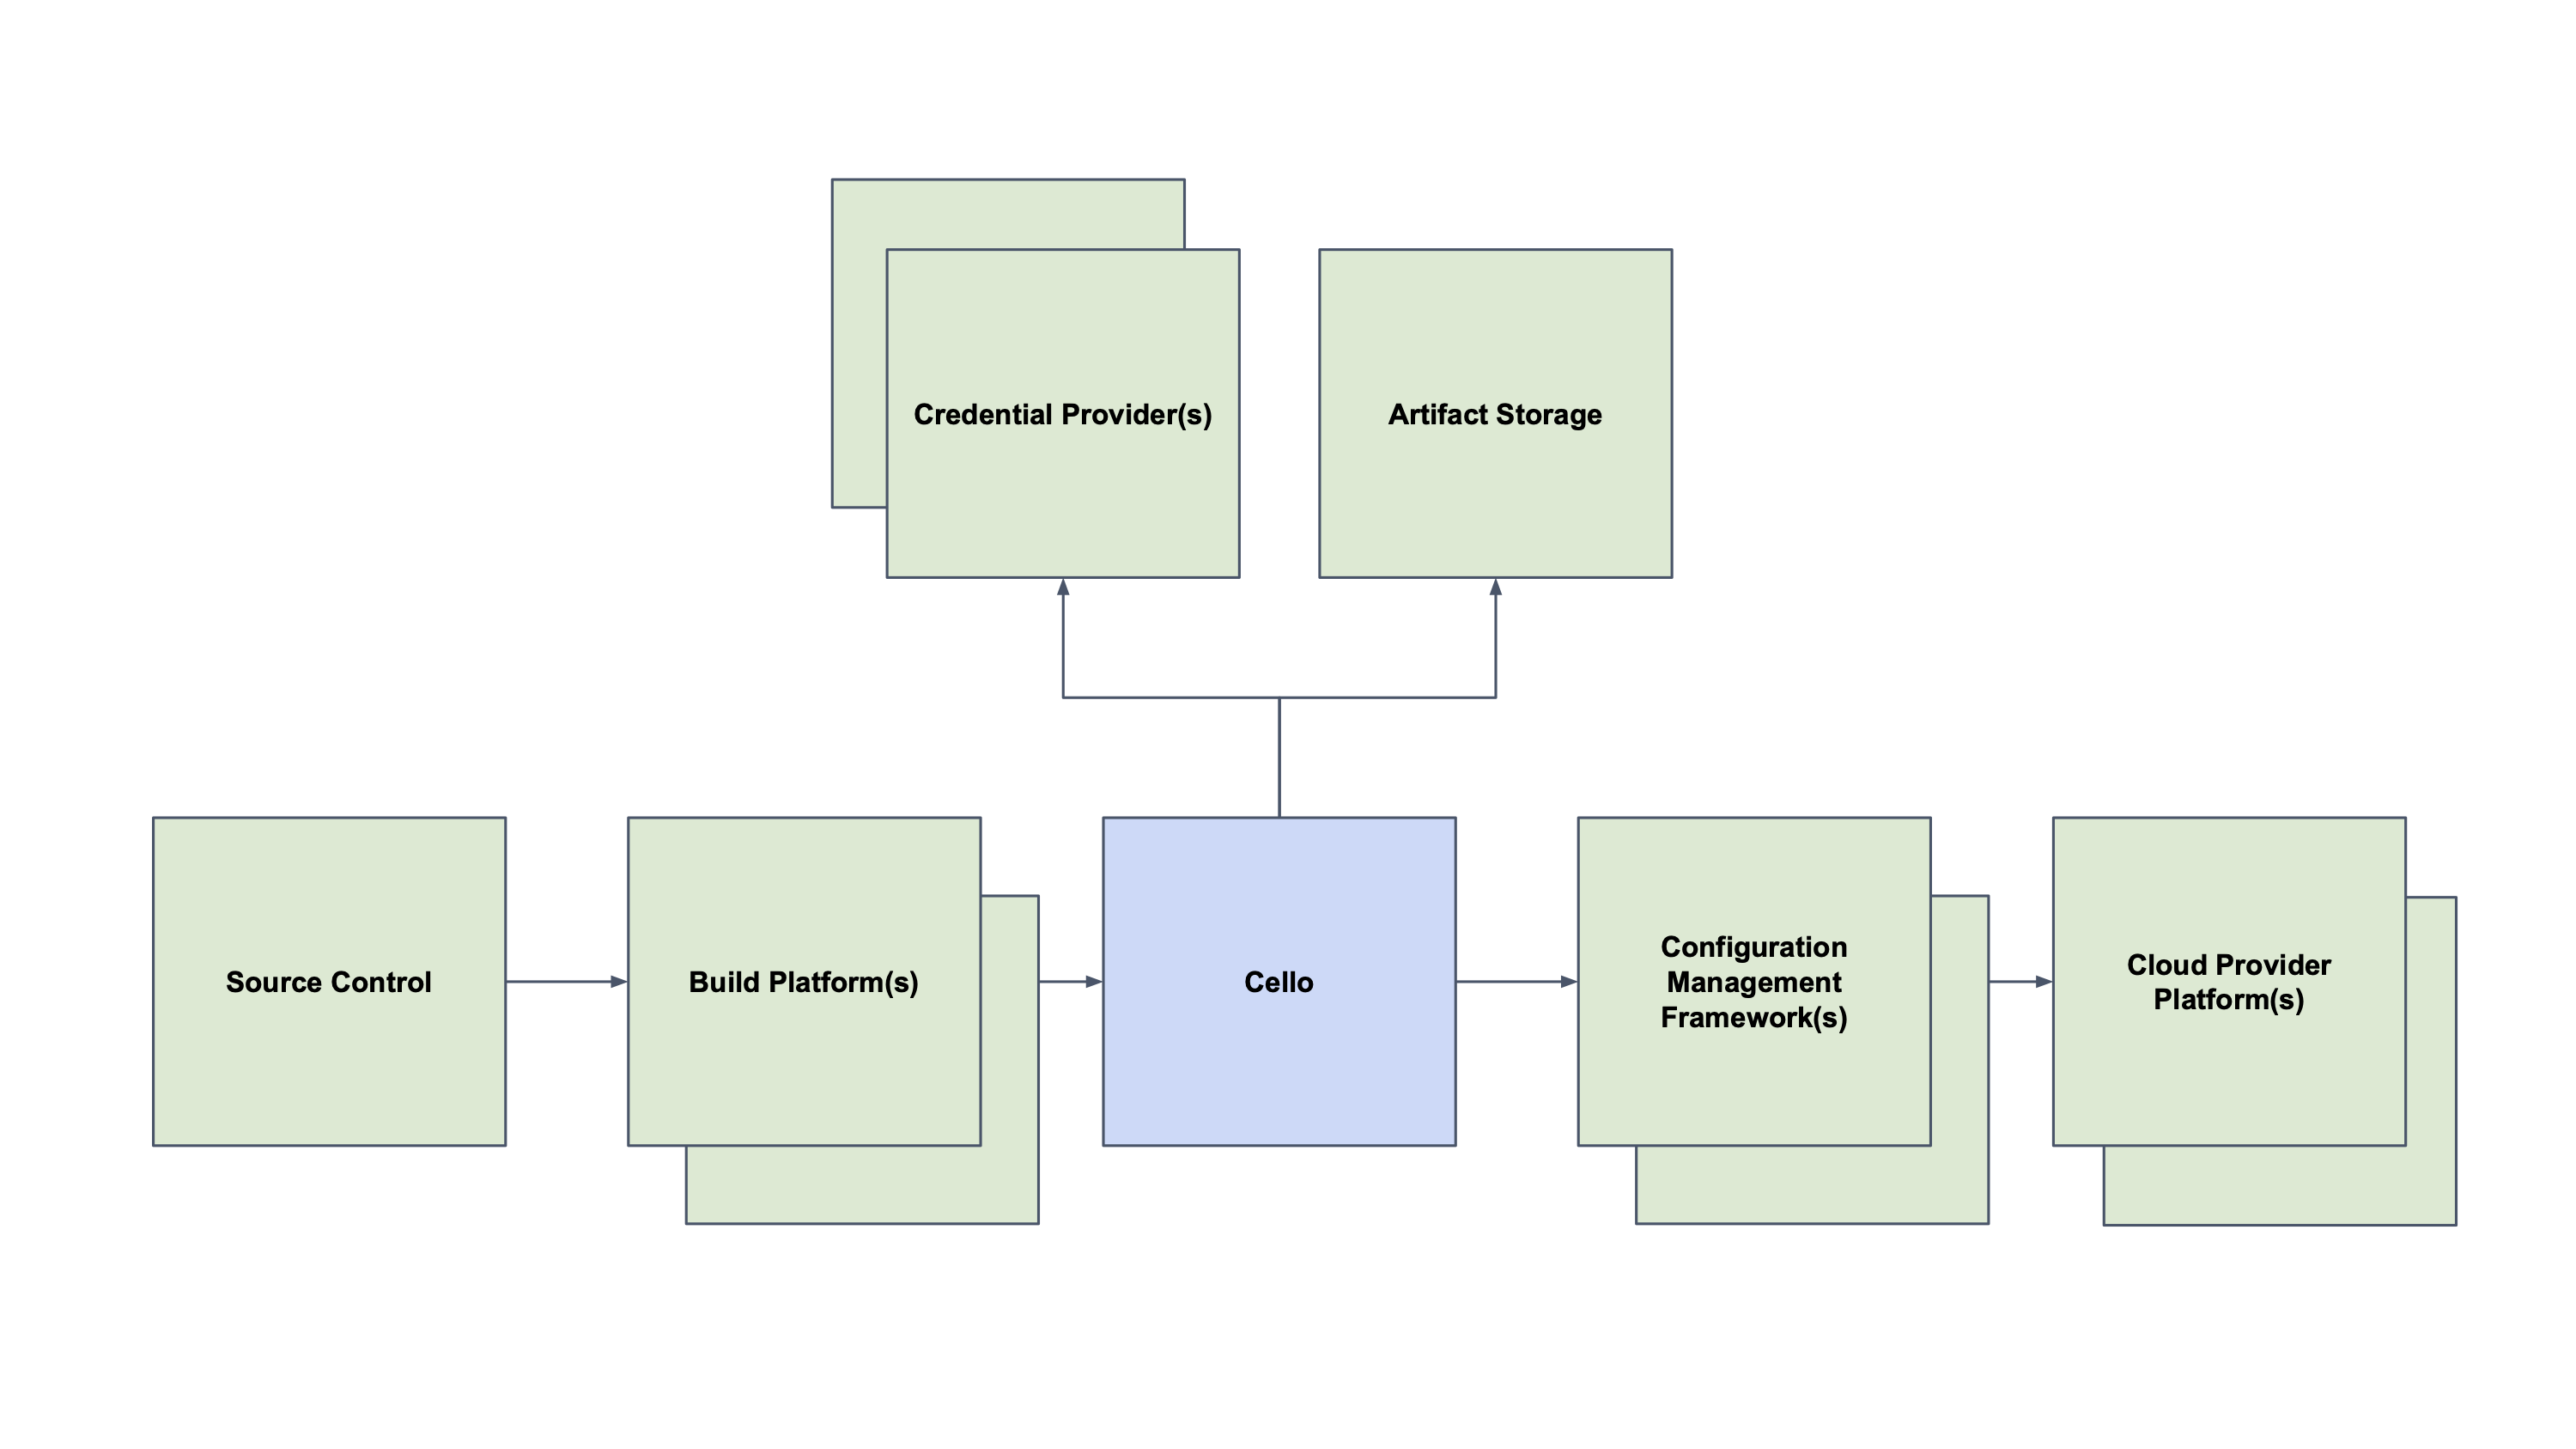 Credential Provider(s)
Artifact Storage
Source Control
Build Platform(s)
Cello
Configuration
Management
Framework(s)
Cloud Provider
Platform(s)